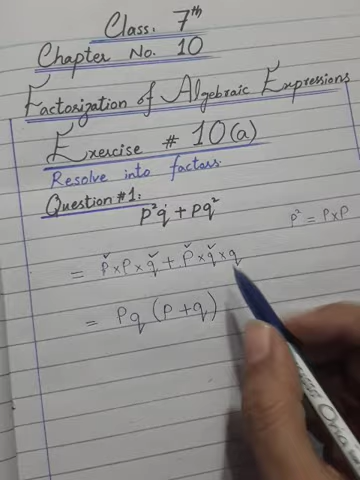 Class. 7th
Chapter No. 10
Factorization of Algebraic Expressions
Exercise # 10(a)
Resolve into factors.
Question #1:
p²q + pq²
p² = p×p
= p×p×q + p×q×q
= pq (p+q)